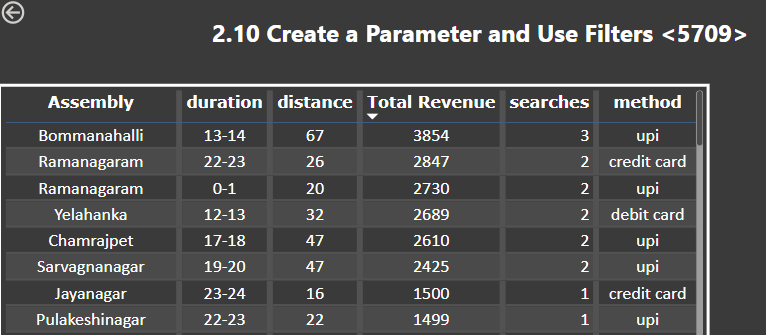 2.10 Create a Parameter and Use Filters <5709>
Assembly duration distance Total Revenue searches method
Bommanahalli 13-14 67 3854 3 upi
Ramanagaram 22-23 26 2847 2 credit card
Ramanagaram 0-1 20 2730 2 upi
Yelahanka 12-13 32 2689 2 debit card
Chamrajpet 17-18 47 2610 2 upi
Sarvagnanagar 19-20 47 2425 2 upi
Jayanagar 23-24 16 1500 1 credit card
Pulakeshinagar 22-23 22 1499 1 upi